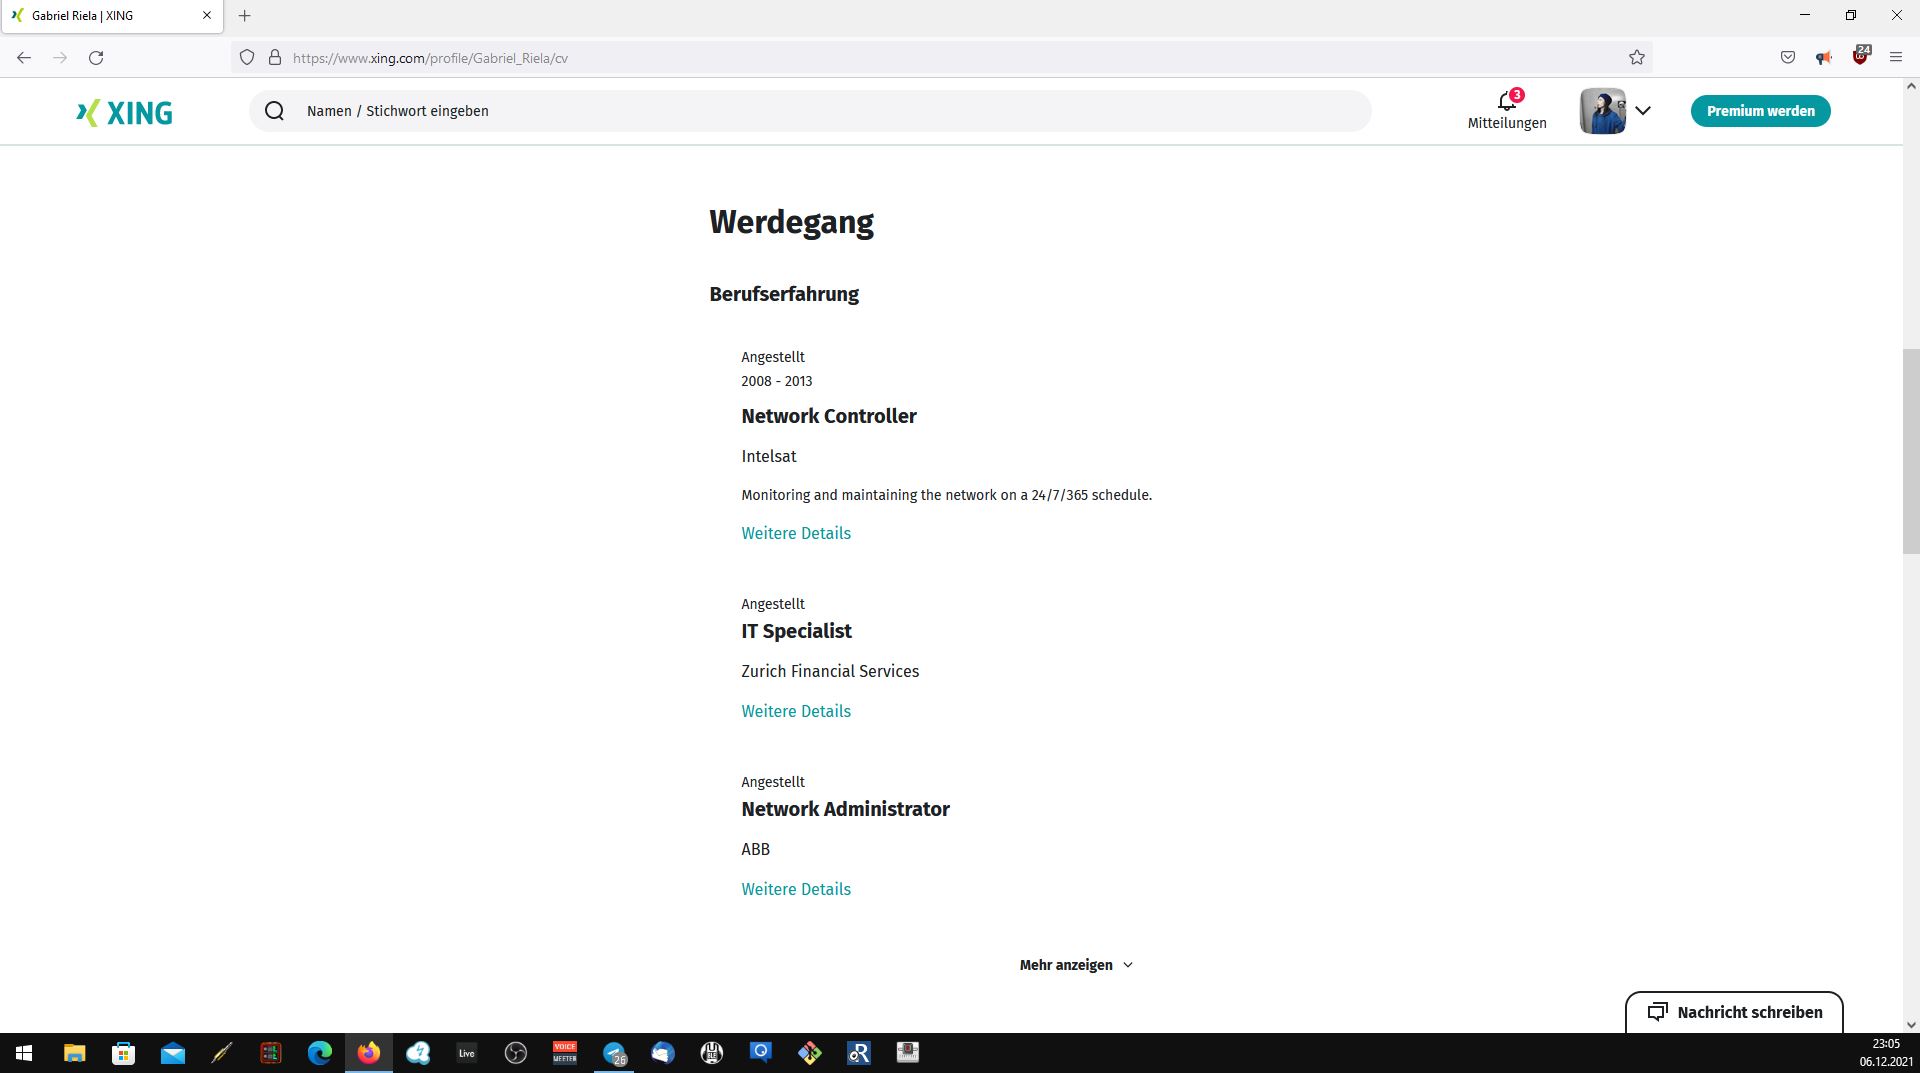 Gabriel Riela | XING
https://www.xing.com/profile/Gabriel_Riela/cv
24
XING
Namen / Stichwort eingeben
3
Mitteilungen
Premium werden
Werdegang
Berufserfahrung
Angestellt
2008 - 2013
Network Controller
Intelsat
Monitoring and maintaining the network on a 24/7/365 schedule.
Weitere Details
Angestellt
IT Specialist
Zurich Financial Services
Weitere Details
Angestellt
Network Administrator
ABB
Weitere Details
Mehr anzeigen
Nachricht schreiben
Live
VOICE
MEETER
26
R
23:05
06.12.2021